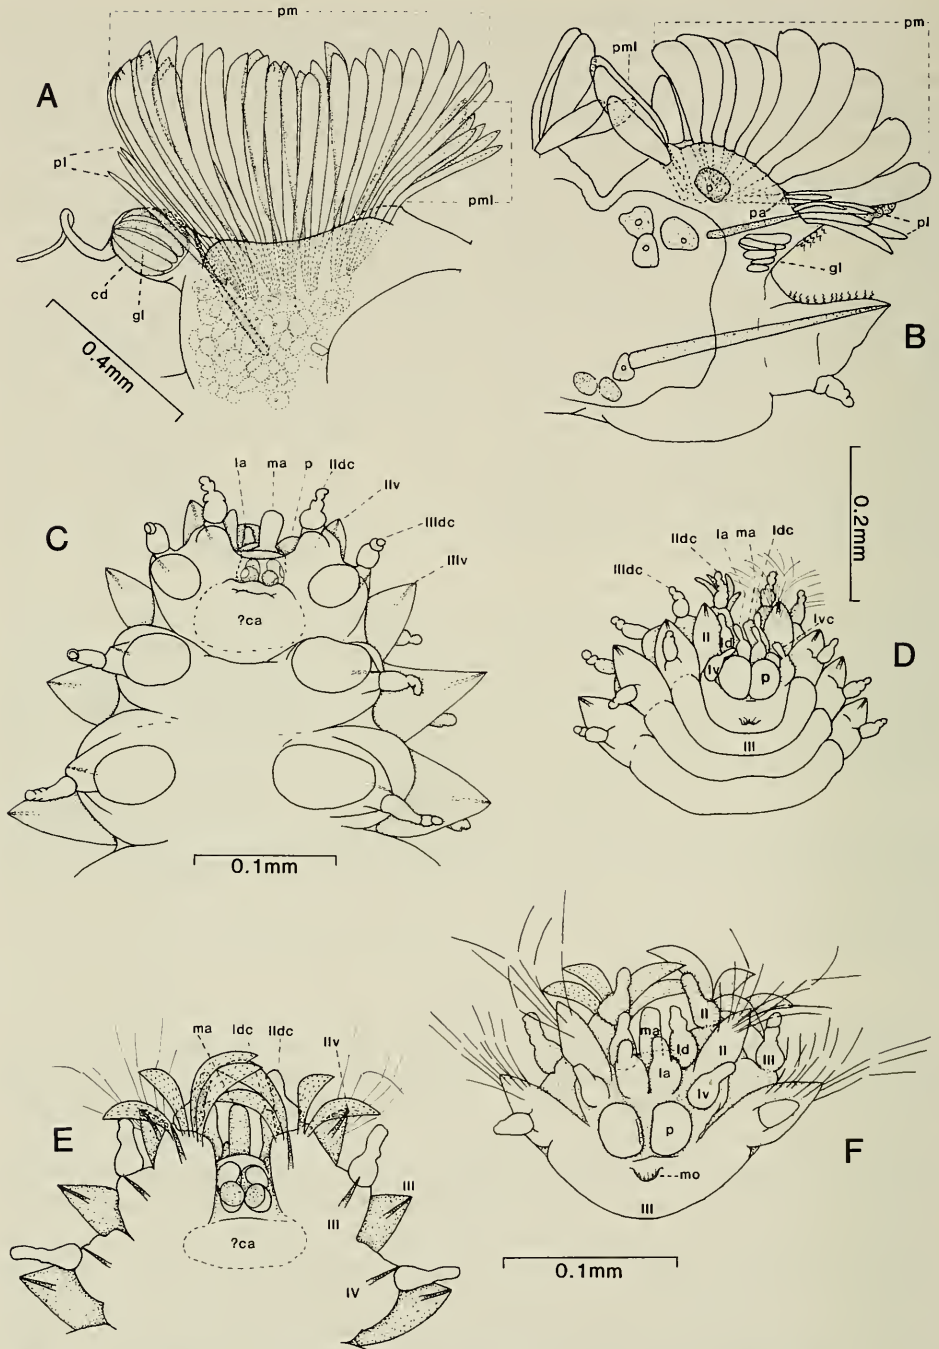 pm
A
pl
pml
cd
gl
0.4mm
pm
pml
pa
pl
gl
B
la ma p IIdc
IIv
IIIdc
IIIv
C
?ca
0.1mm
0.2mm
IIdc la ma Idc
IIIdc
Ivc
II
Id
Iv
p
III
D
ma Idc IIdc
IIv
E
III
III
?ca
IV
ma
II
Id
II
III
la
Iv
p
mo
III
F
0.1mm